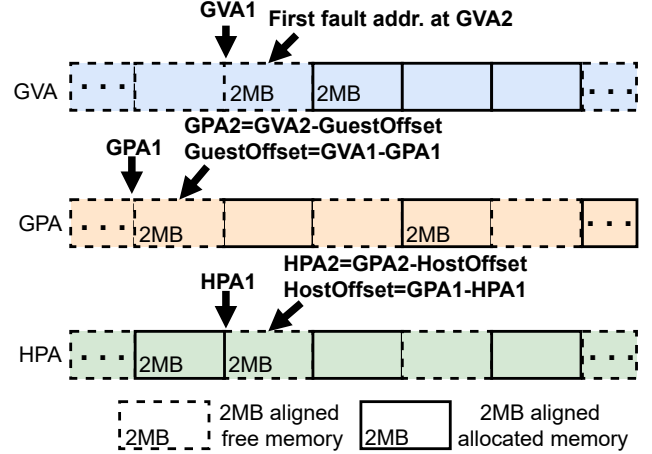 GVA1 First fault addr. at GVA2
GVA ... 2MB 2MB ...
GPA2=GVA2-GuestOffset
GPA1 GuestOffset=GVA1-GPA1
GPA ... 2MB 2MB ...
HPA2=GPA2-HostOffset
HPA1 HostOffset=GPA1-HPA1
HPA ... 2MB 2MB ...
2MB 2MB aligned
free memory
2MB 2MB aligned
allocated memory